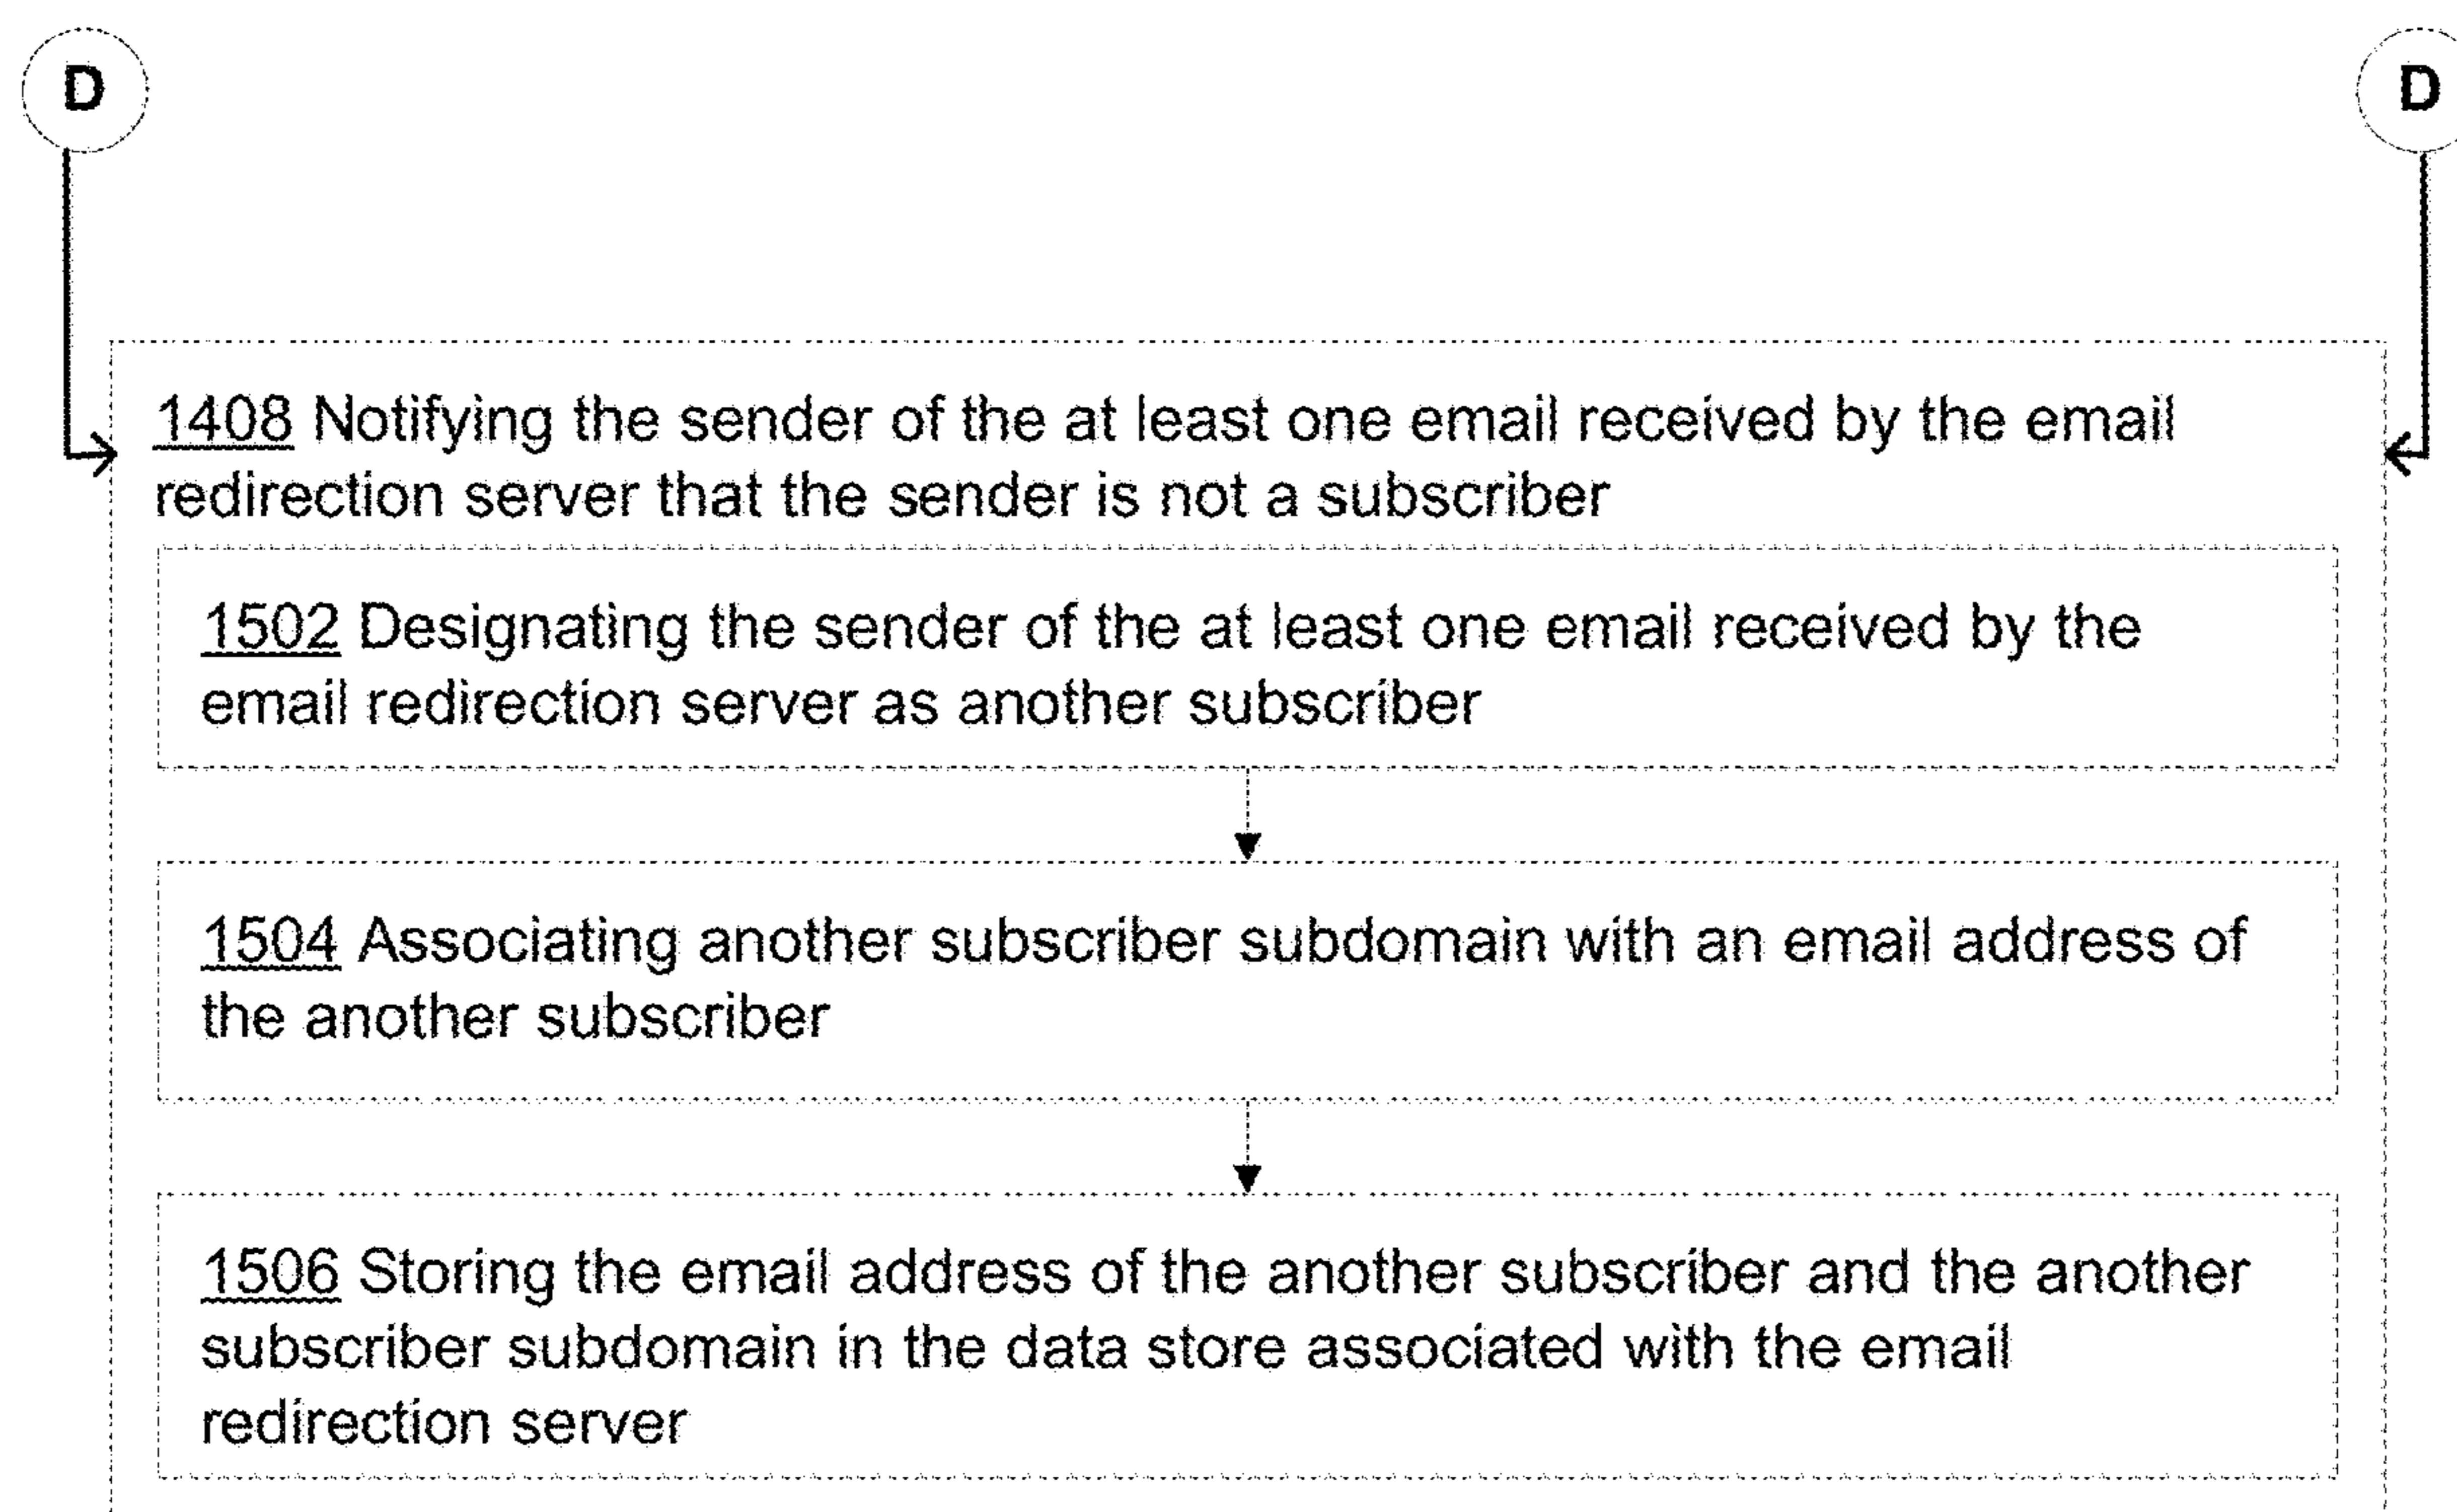 D
D
1408 Notifying the sender of the at least one email received by the email
redirection server that the sender is not a subscriber
1502 Designating the sender of the at least one email received by the
email redirection server as another subscriber
1504 Associating another subscriber subdomain with an email address of
the another subscriber
1506 Storing the email address of the another subscriber and the another
subscriber subdomain in the data store associated with the email
redirection server